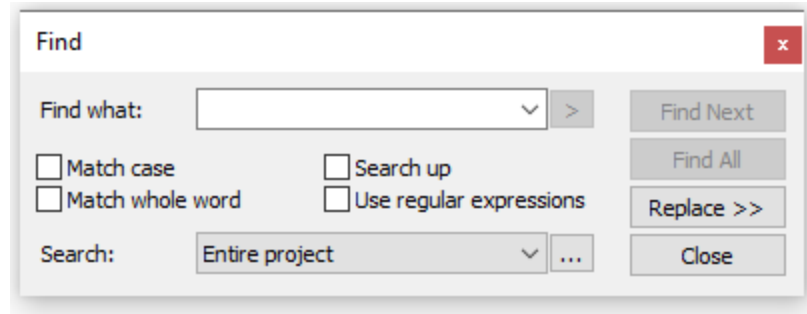 Find
x
Find what:
>
Find Next
Match case
Search up
Find All
Match whole word
Use regular expressions
Replace >>
Search:
Entire project
...
Close